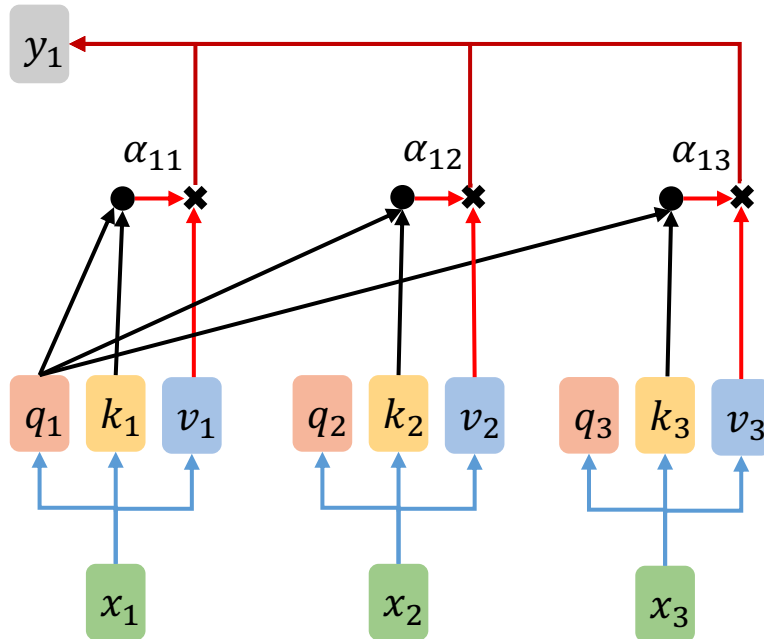 y₁
α₁₁ α₁₂ α₁₃
q₁ k₁ v₁ q₂ k₂ v₂ q₃ k₃ v₃
x₁ x₂ x₃